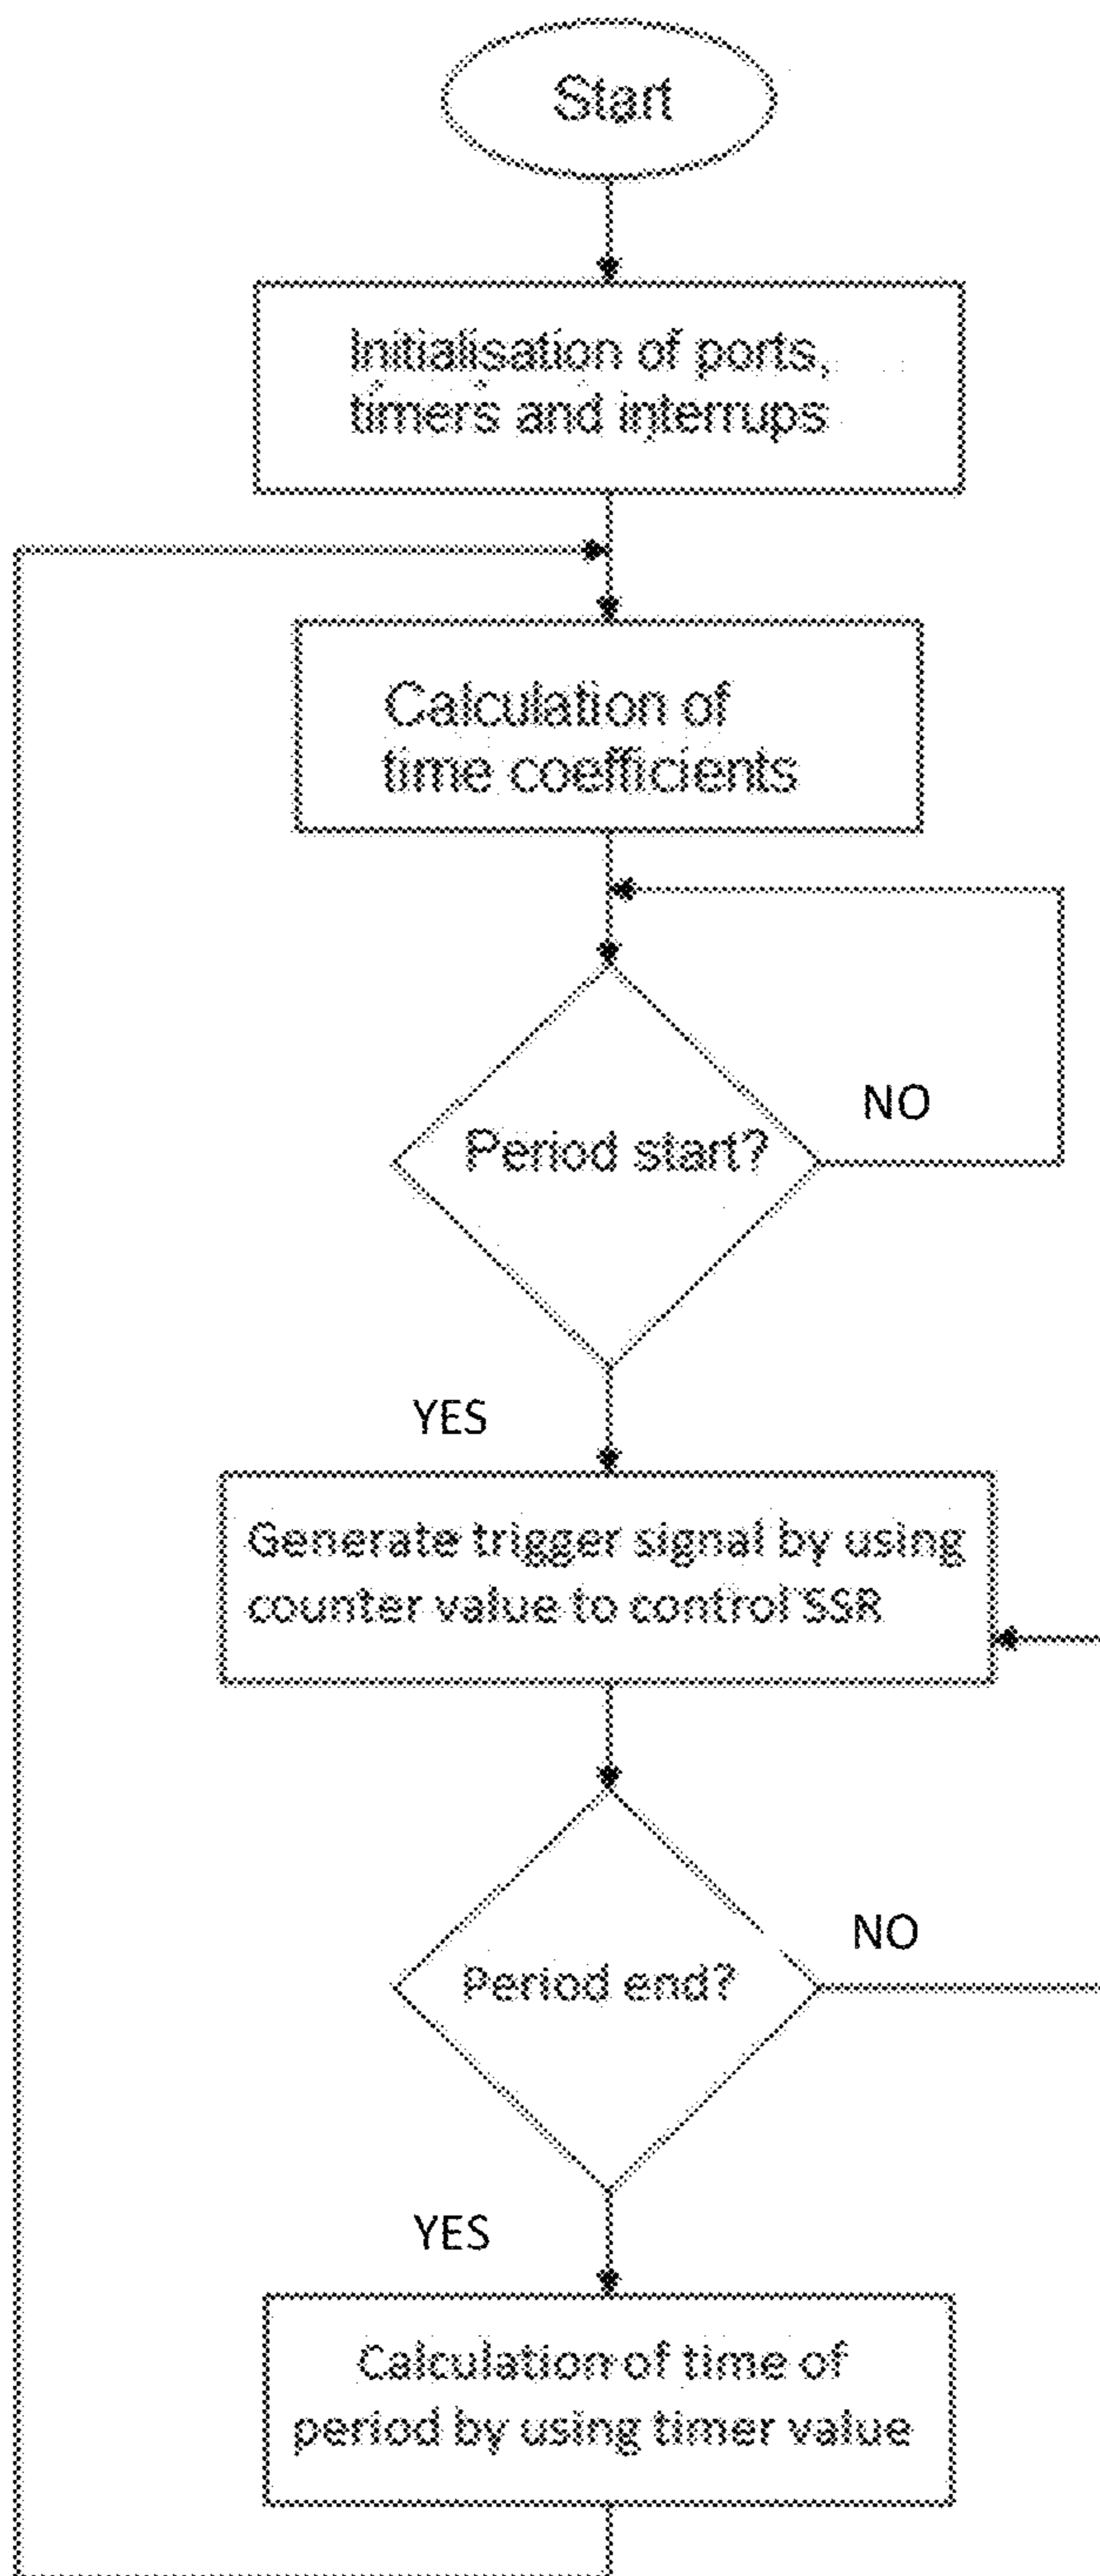 Start
Initialisation of ports,
timers and interrups
Calculation of
time coefficients
NO
Period start?
YES
Generate trigger signal by using
counter value to control SSR
NO
Period end?
YES
Calculation of time of
period by using timer value